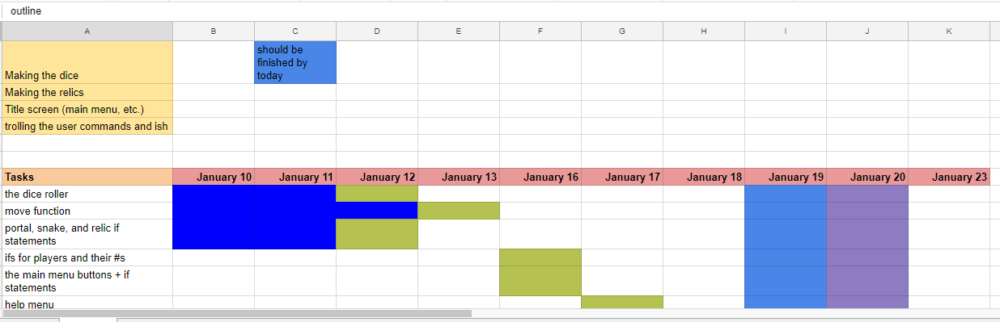 outline
A B C D E F G H I J K
should be
finished by
today
Making the dice
Making the relics
Title screen (main menu, etc.)
trolling the user commands and ish
Tasks January 10 January 11 January 12 January 13 January 16 January 17 January 18 January 19 January 20 January 23
the dice roller
move function
portal, snake, and relic if
statements
ifs for players and their #s
the main menu buttons + if
statements
help menu